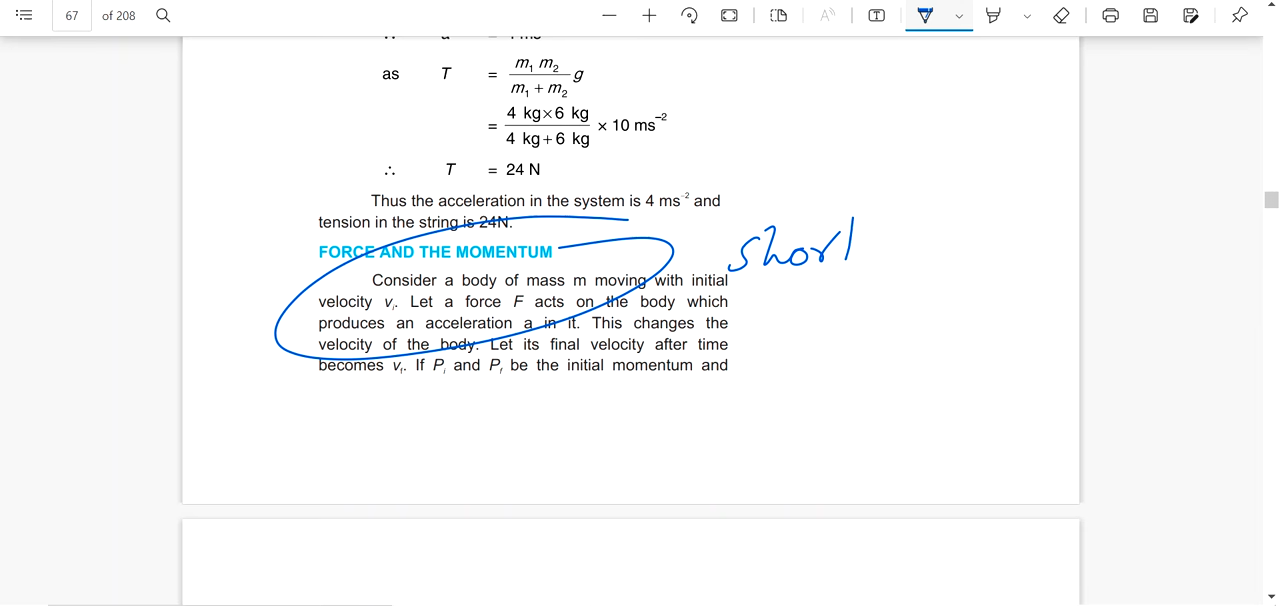 67 of 208
as T = m₁ m₂ / m₁ + m₂ g
= 4 kg×6 kg / 4 kg+6 kg × 10 ms⁻²
∴ T = 24 N
Thus the acceleration in the system is 4 ms⁻² and
tension in the string is 24N.
FORCE AND THE MOMENTUM
short
Consider a body of mass m moving with initial
velocity vᵢ. Let a force F acts on the body which
produces an acceleration a in it. This changes the
velocity of the body. Let its final velocity after time
becomes v_f. If Pᵢ and P_f be the initial momentum and